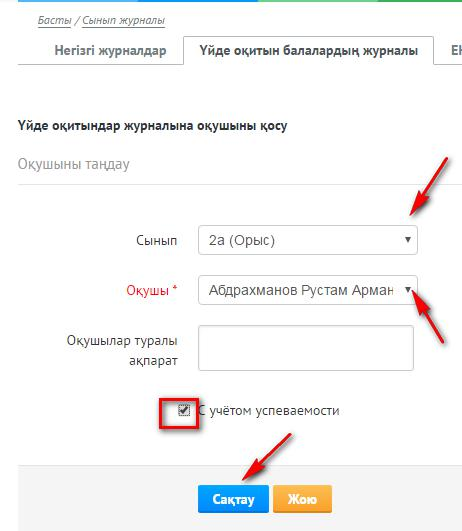 Басты / Сынып журналы
Негізгі журналдар
Үйде оқитын балалардың журналы
Үйде оқитындар журналына оқушыны қосу
Оқушыны таңдау
Сынып
2а (Орыс)
Оқушы *
Абдрахманов Рустам Арман
Оқушылар туралы
ақпарат
С учётом успеваемости
Сақтау
Жою